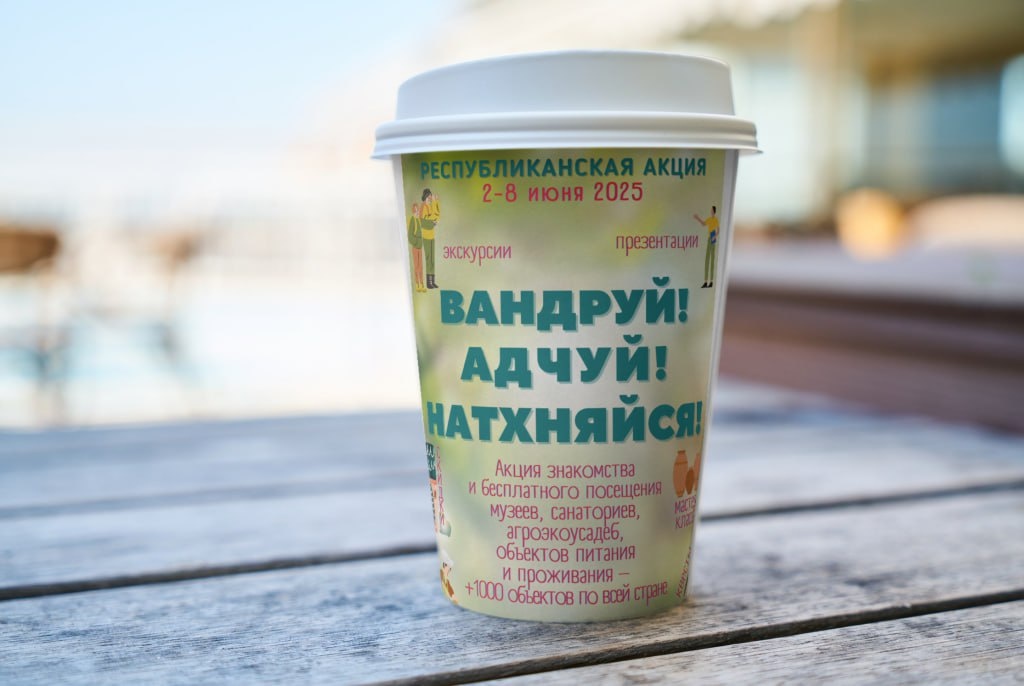 РЕСПУБЛИКАНСКАЯ АКЦИЯ
2-8 июня 2025
экскурсии
презентации
ВАНДРУЙ!
АДЧУЙ!
НАТХНЯЙСЯ!
Акция знакомства
и бесплатного посещения
музеев, санаториев,
агроэкоусадеб,
объектов питания
и проживания –
+1000 объектов по всей стране